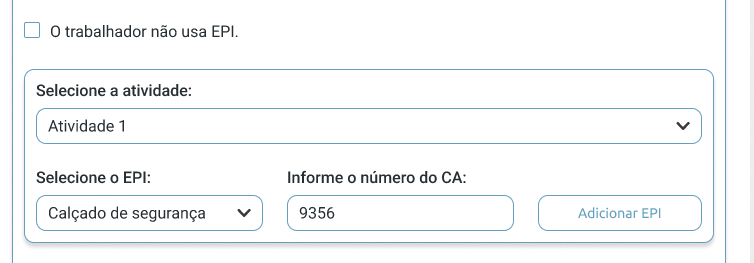 O trabalhador não usa EPI.
Selecione a atividade:
Atividade 1
Selecione o EPI:
Informe o número do CA:
Calçado de segurança
9356
Adicionar EPI